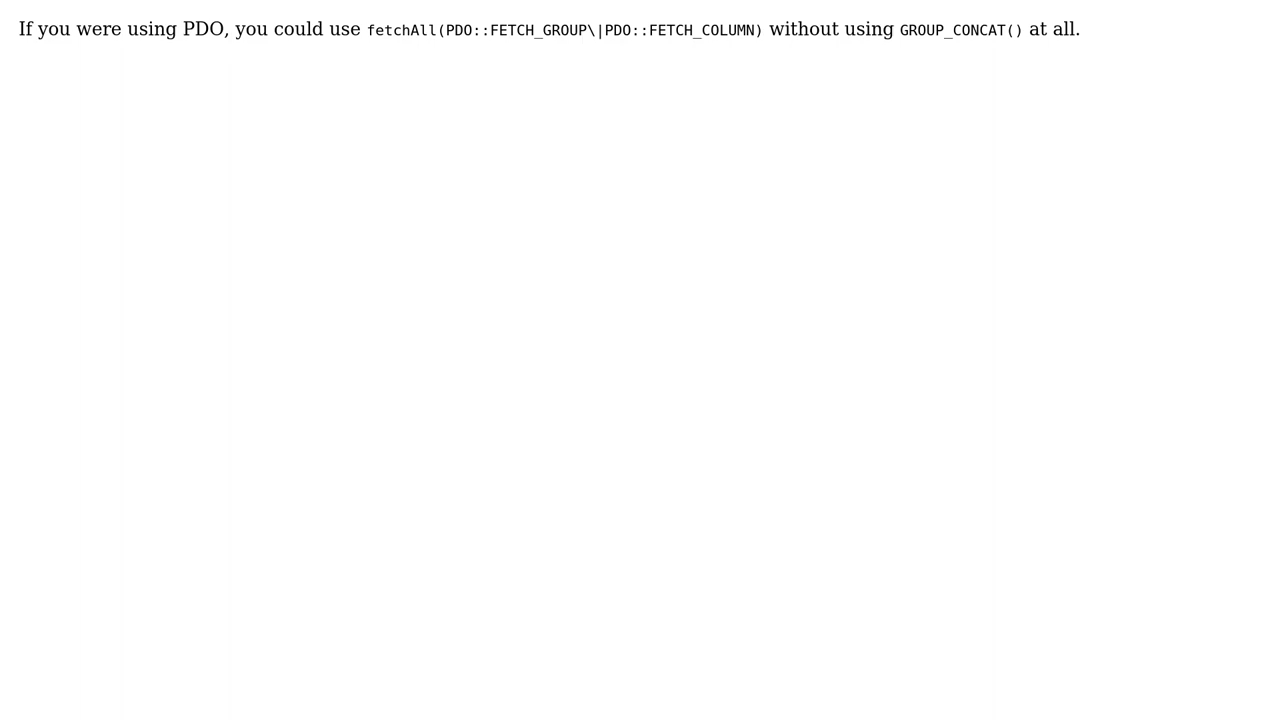 If you were using PDO, you could use fetchAll(PDO::FETCH_GROUP\|PDO::FETCH_COLUMN) without using GROUP_CONCAT() at all.